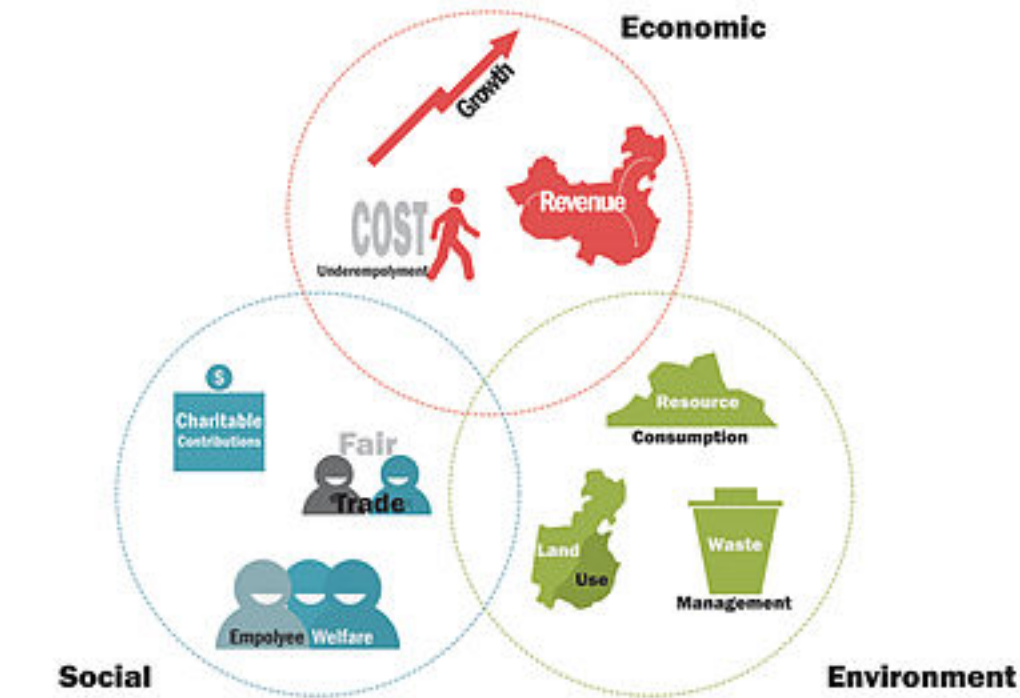 Economic
Growth
Revenue
COST
Underempolyment
$
Charitable
Contributions
Fair
Trade
Empolyee Welfare
Social
Resource
Consumption
Land
Use
Waste
Management
Environment